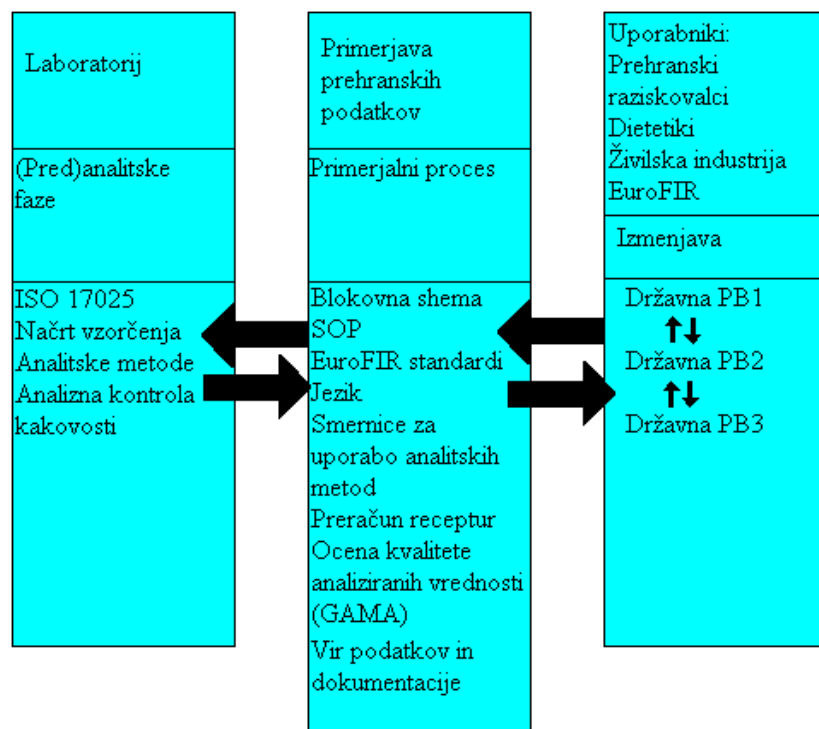 Laboratorij
(Pred)analitske
faze
ISO 17025
Načrt vzorčenja
Analitske metode
Analizna kontrola
kakovosti
Primerjava
prehranskih
podatkov
Primerjalni proces
Blokovna shema
SOP
EuroFIR standardi
Jezik
Smernice za
uporabo analitskih
metod
Preračun receptur
Ocena kvalitete
analiziranih vrednosti
(GAMA)
Vir podatkov in
dokumentacije
Uporabniki:
Prehranski
raziskovalci
Dietetiki
Živilska industrija
EuroFIR
Izmenjava
Državna PB1
Državna PB2
Državna PB3